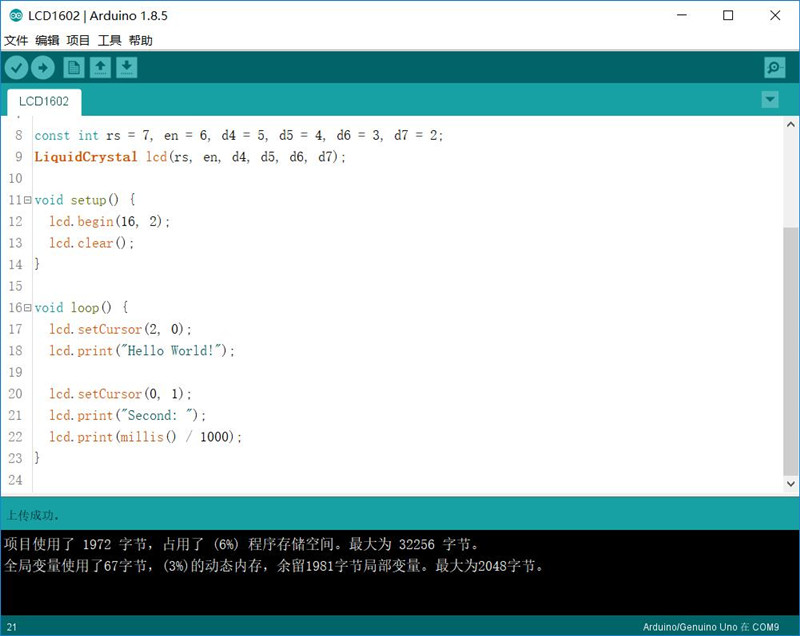 LCD1602 | Arduino 1.8.5
文件 编辑 项目 工具 帮助
LCD1602
8 const int rs = 7, en = 6, d4 = 5, d5 = 4, d6 = 3, d7 = 2;
9 LiquidCrystal lcd(rs, en, d4, d5, d6, d7);
10
11 void setup() {
12   lcd.begin(16, 2);
13   lcd.clear();
14 }
15
16 void loop() {
17   lcd.setCursor(2, 0);
18   lcd.print("Hello World!");
19
20   lcd.setCursor(0, 1);
21   lcd.print("Second: ");
22   lcd.print(millis() / 1000);
23 }
24
上传成功。
项目使用了 1972 字节，占用了 (6%) 程序存储空间。最大为 32256 字节。
全局变量使用了67字节，(3%)的动态内存，余留1981字节局部变量。最大为2048字节。
21 Arduino/Genuino Uno 在 COM9